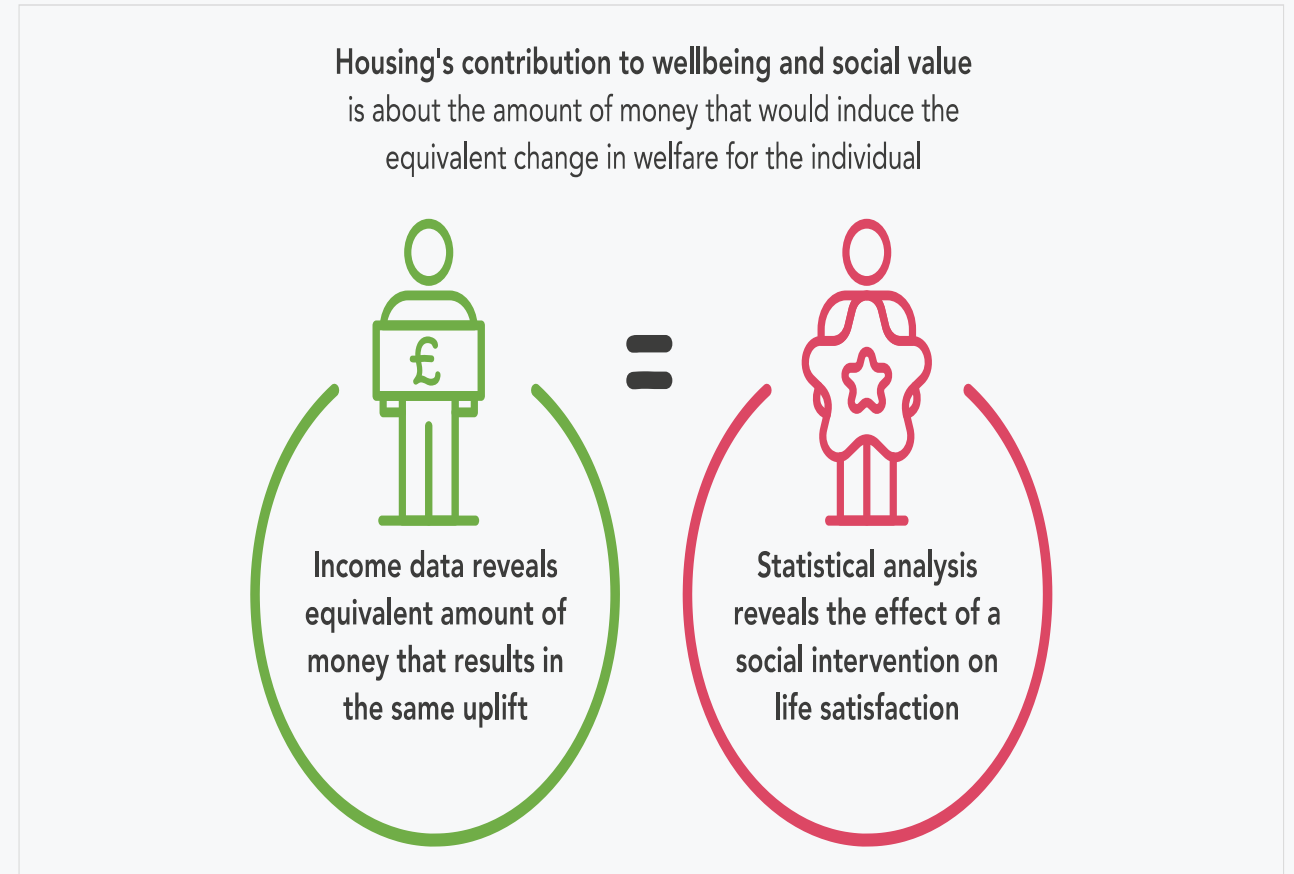 Housing's contribution to wellbeing and social value
is about the amount of money that would induce the
equivalent change in welfare for the individual
£
=
Income data reveals
equivalent amount of
money that results in
the same uplift
Statistical analysis
reveals the effect of a
social intervention on
life satisfaction